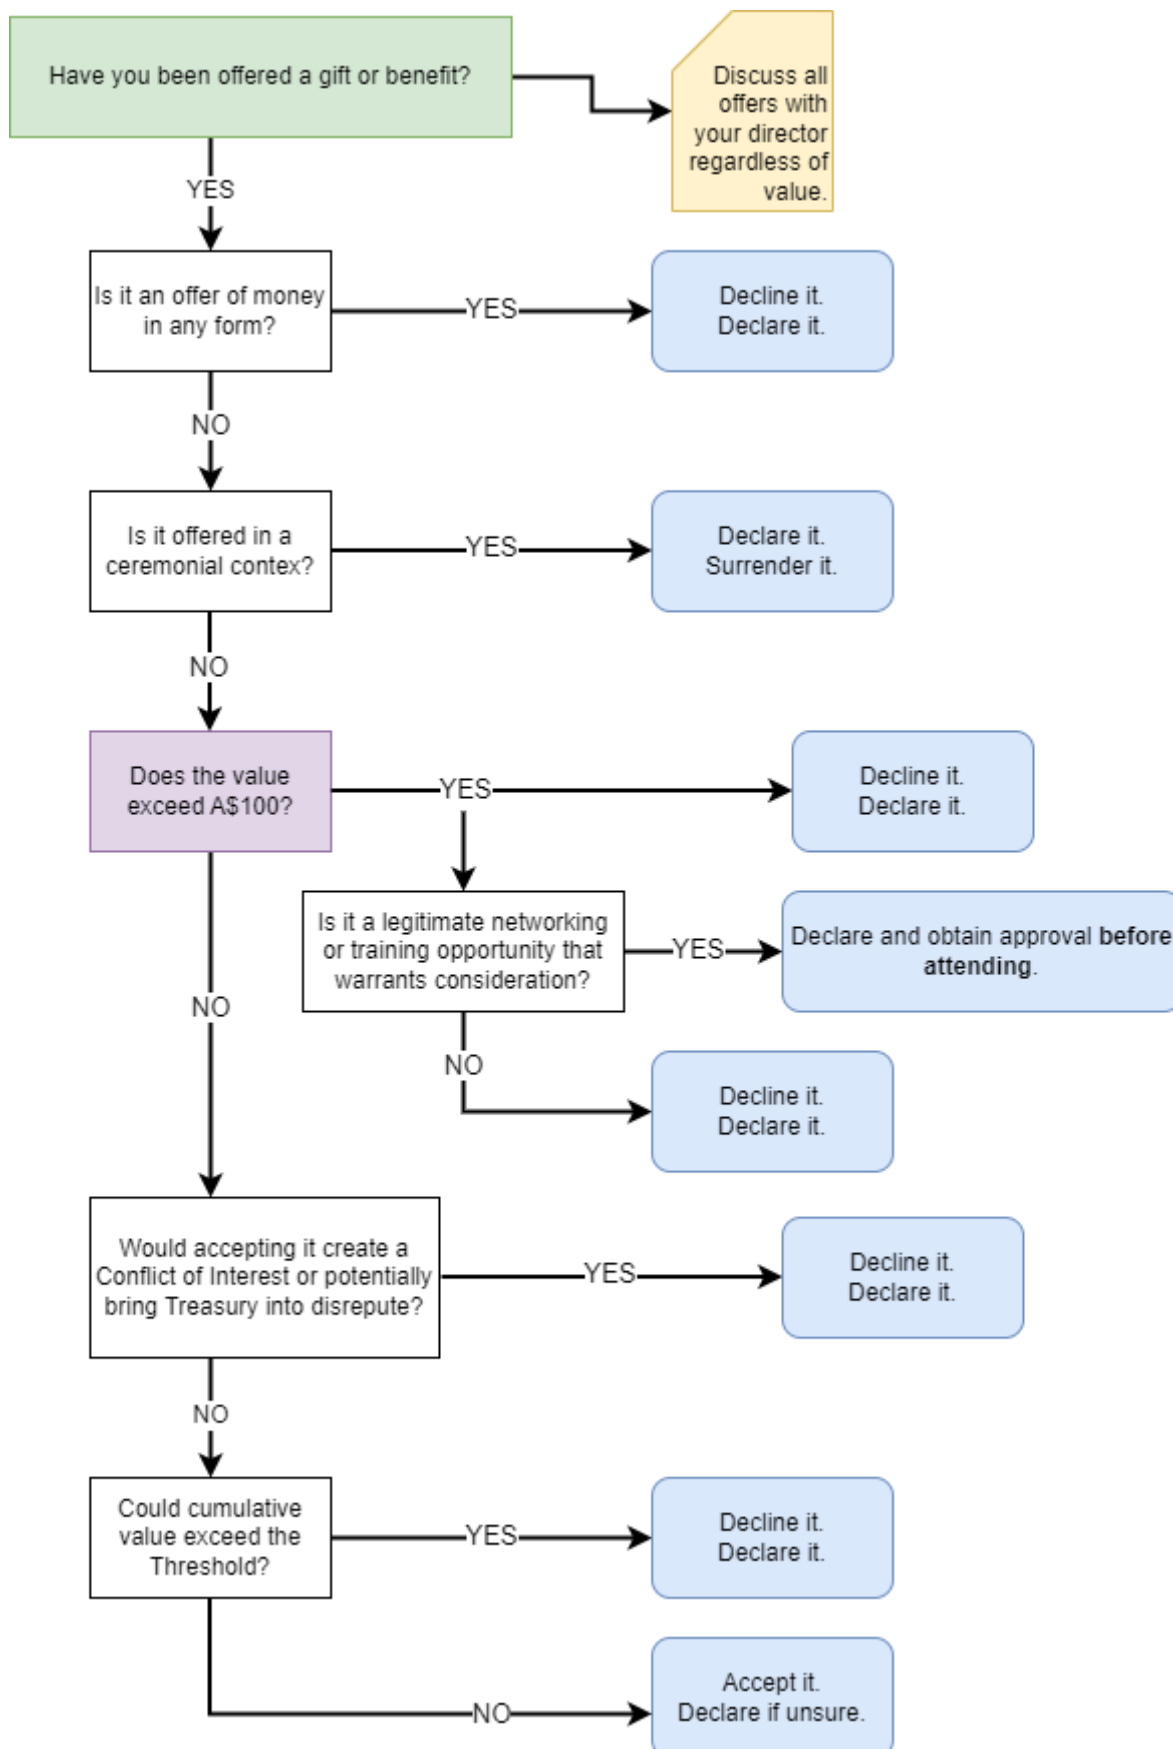 Have you been offered a gift or benefit?
Discuss all
offers with
your director
regardless of
value.
YES
Is it an offer of money
in any form?
YES
Decline it.
Declare it.
NO
Is it offered in a
ceremonial contex?
YES
Declare it.
Surrender it.
NO
Does the value
exceed A$100?
YES
Decline it.
Declare it.
Is it a legitimate networking
or training opportunity that
warrants consideration?
YES
Declare and obtain approval before
attending.
NO
NO
Decline it.
Declare it.
Would accepting it create a
Conflict of Interest or potentially
bring Treasury into disrepute?
YES
Decline it.
Declare it.
NO
Could cumulative
value exceed the
Threshold?
YES
Decline it.
Declare it.
NO
Accept it.
Declare if unsure.